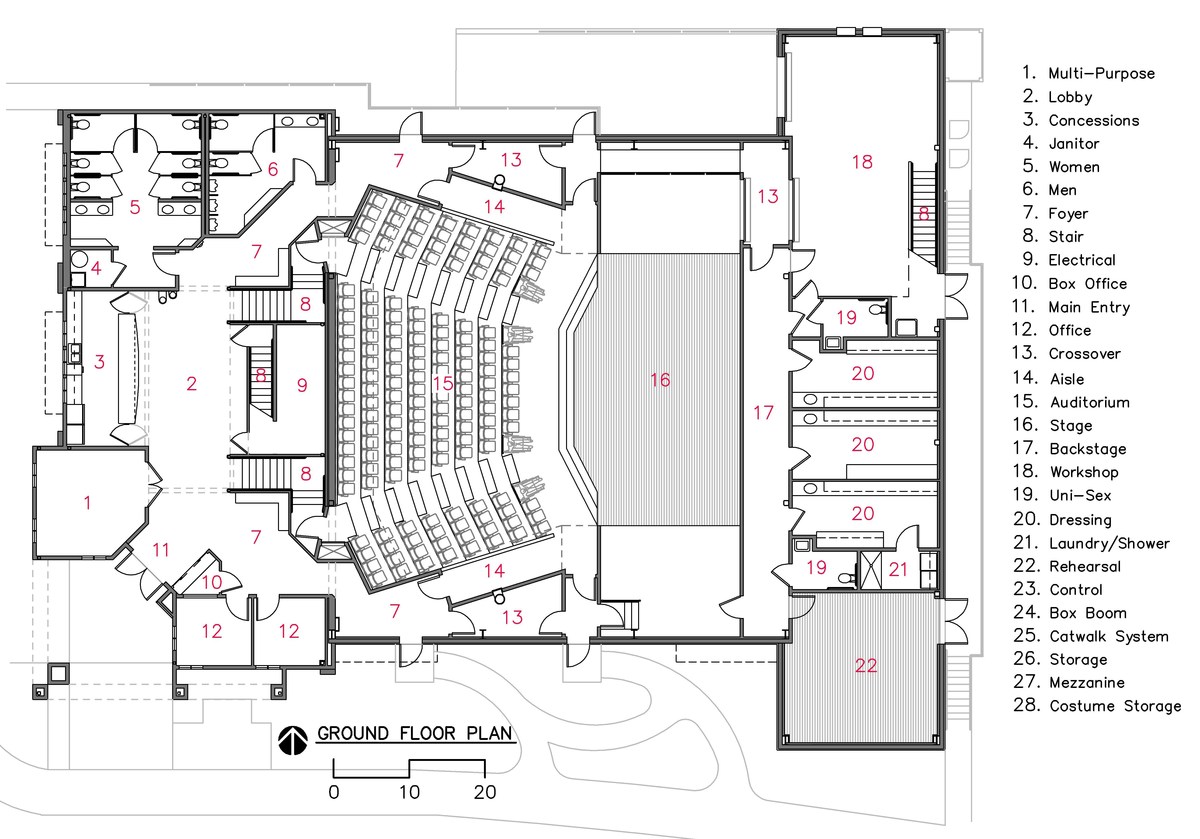 7
13
6
18
13
14
5
8
7
4
8
19
3
2
8
9
15
16
20
17
20
8
1
20
7
11
14
19
21
10
7
13
12
12
22
GROUND FLOOR PLAN
0 10 20
1. Multi-Purpose
2. Lobby
3. Concessions
4. Janitor
5. Women
6. Men
7. Foyer
8. Stair
9. Electrical
10. Box Office
11. Main Entry
12. Office
13. Crossover
14. Aisle
15. Auditorium
16. Stage
17. Backstage
18. Workshop
19. Uni-Sex
20. Dressing
21. Laundry/Shower
22. Rehearsal
23. Control
24. Box Boom
25. Catwalk System
26. Storage
27. Mezzanine
28. Costume Storage